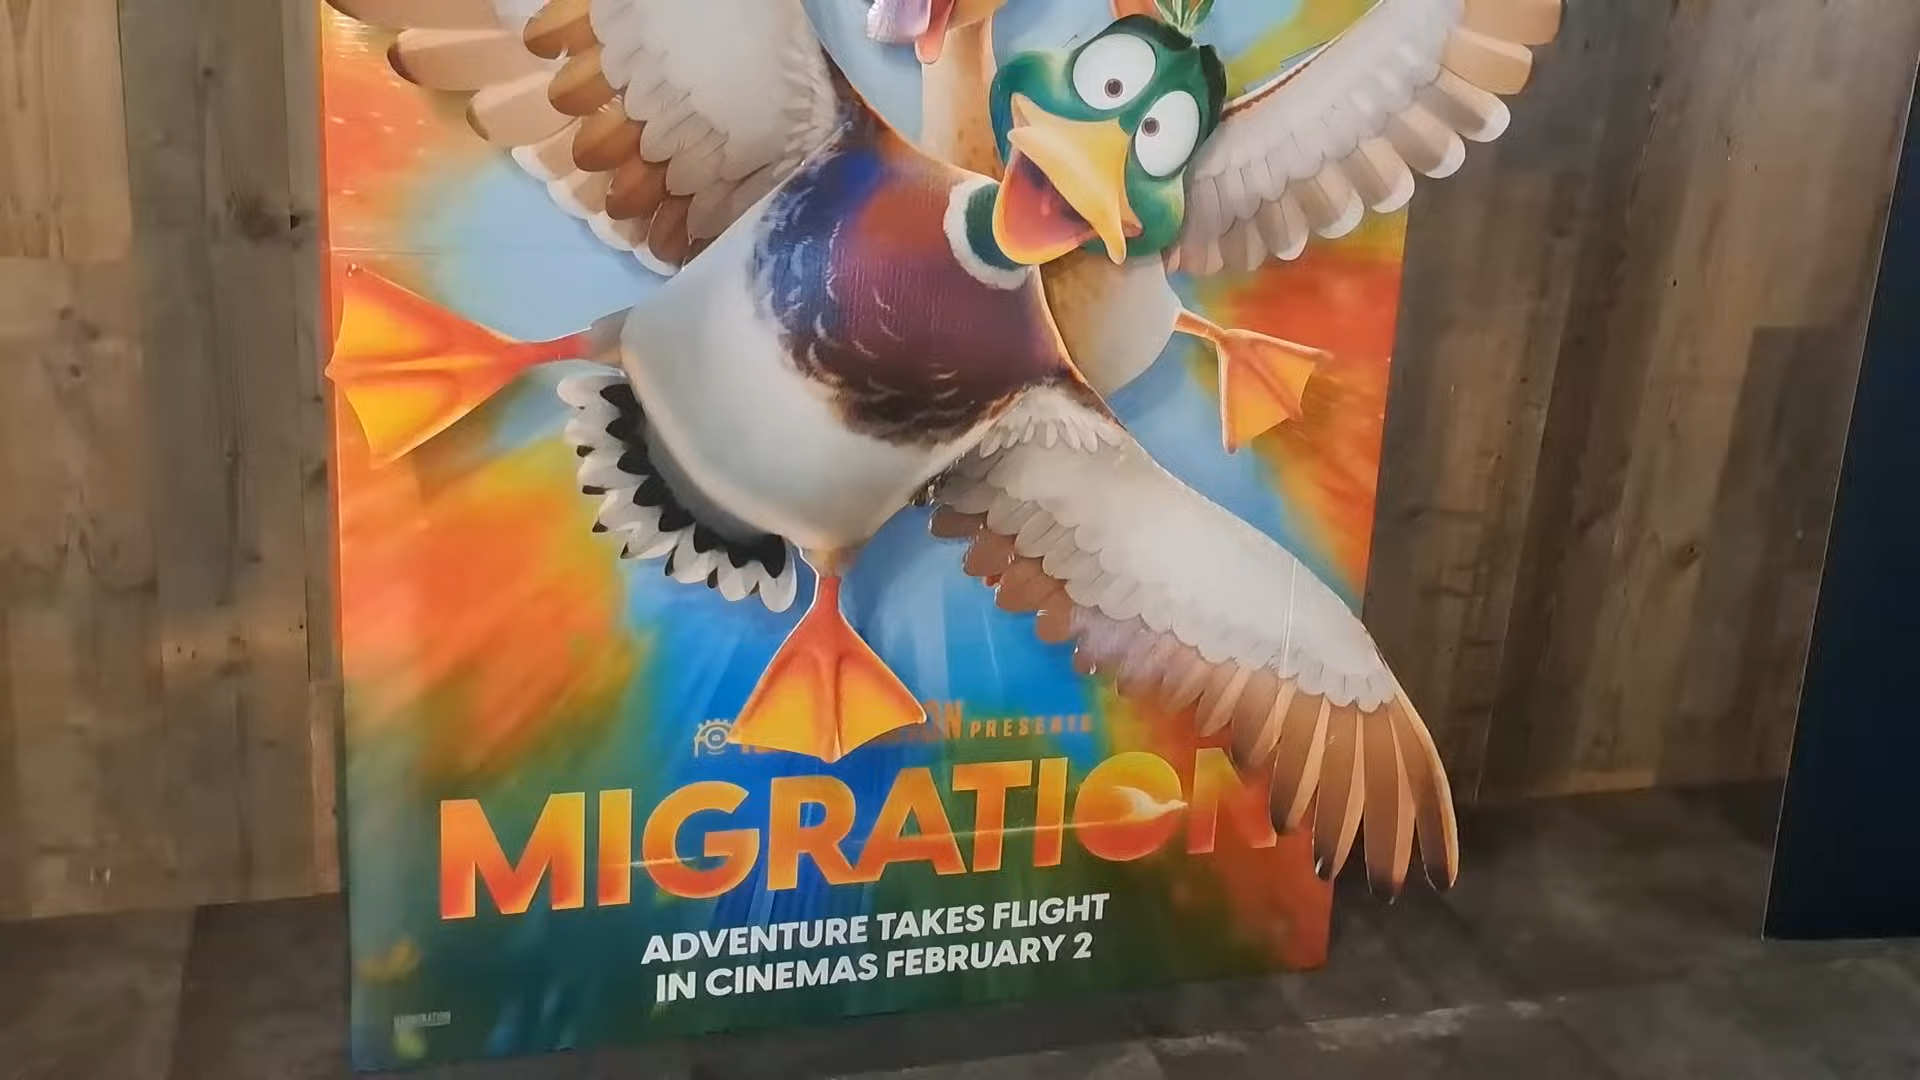 PRESENTS
MIGRATION
ADVENTURE TAKES FLIGHT
IN CINEMAS FEBRUARY 2